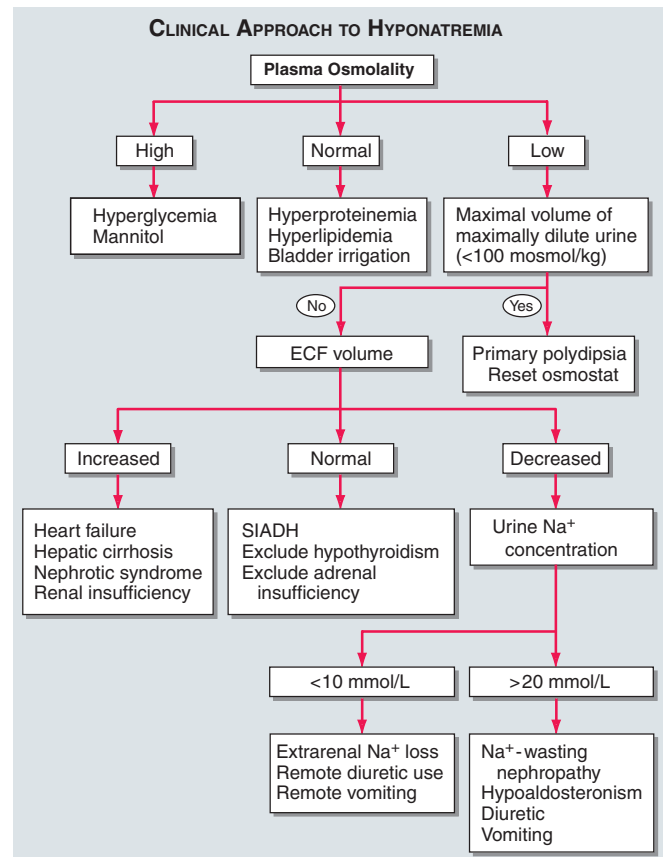 CLINICAL APPROACH TO HYPONATREMIA
Plasma Osmolality
High
Normal
Low
Hyperglycemia
Mannitol
Hyperproteinemia
Hyperlipidemia
Bladder irrigation
Maximal volume of
maximally dilute urine
(<100 mosmol/kg)
No
Yes
ECF volume
Primary polydipsia
Reset osmostat
Increased
Normal
Decreased
Heart failure
Hepatic cirrhosis
Nephrotic syndrome
Renal insufficiency
SIADH
Exclude hypothyroidism
Exclude adrenal
insufficiency
Urine Na⁺
concentration
<10 mmol/L
>20 mmol/L
Extrarenal Na⁺ loss
Remote diuretic use
Remote vomiting
Na⁺-wasting
nephropathy
Hypoaldosteronism
Diuretic
Vomiting